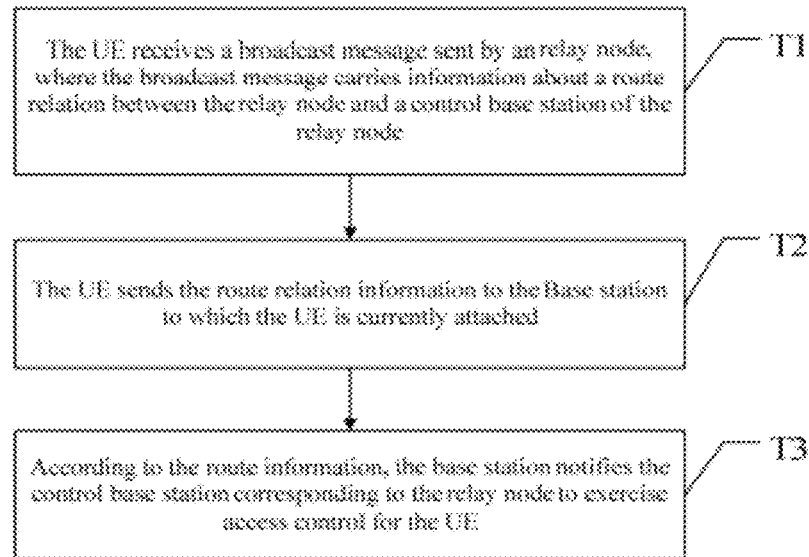 The UE receives a broadcast message sent by an relay node,
where the broadcast message carries information about a route
relation between the relay node and a control base station of the
relay node
T1
The UE sends the route relation information to the Base station
to which the UE is currently attached
T2
According to the route information, the base station notifies the
control base station corresponding to the relay node to exercise
access control for the UE
T3